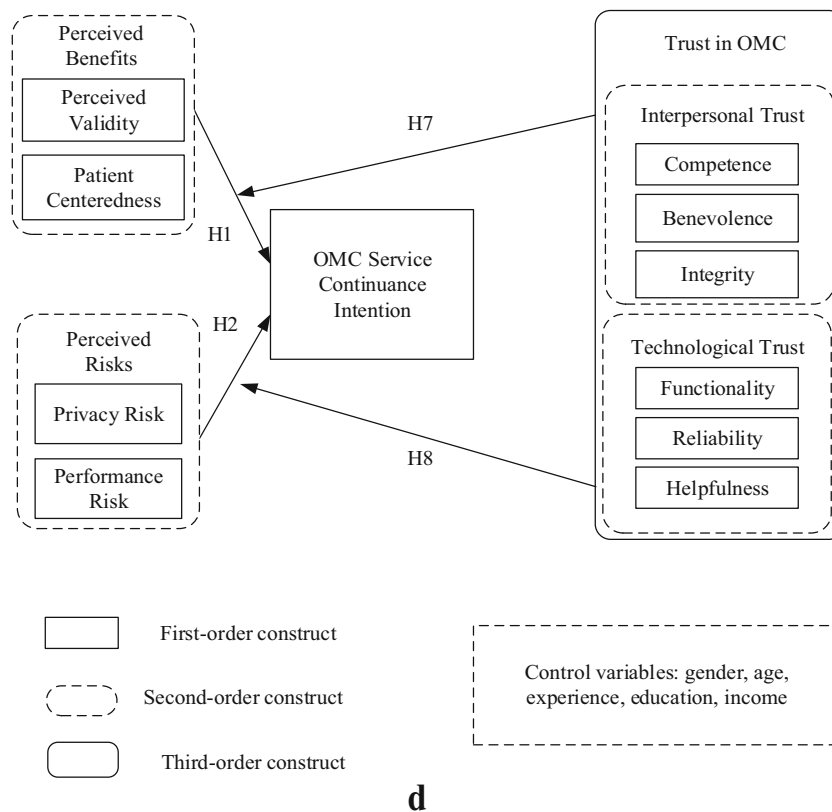 Perceived
Benefits
Perceived
Validity
Patient
Centeredness
H1
H2
Perceived
Risks
Privacy Risk
Performance
Risk
OMC Service
Continuance
Intention
H7
H8
Trust in OMC
Interpersonal Trust
Competence
Benevolence
Integrity
Technological Trust
Functionality
Reliability
Helpfulness
First-order construct
Second-order construct
Third-order construct
Control variables: gender, age,
experience, education, income
d